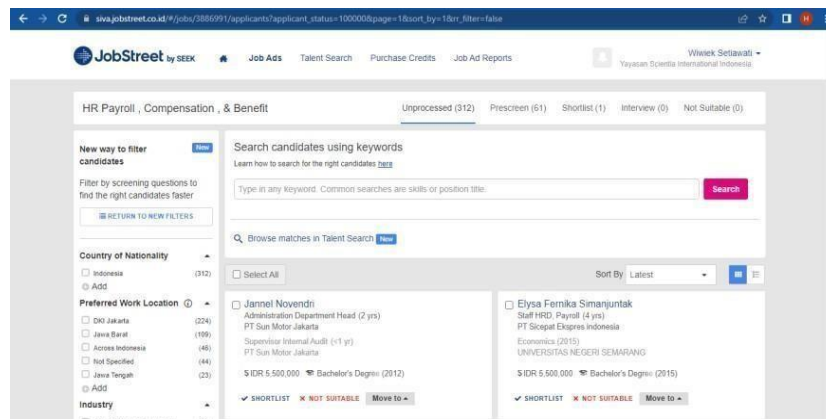 siva.jobstreet.co.id/#/jobs/3886991/applicants?applicant_status=100000&page=1&sort_by=1&rr_filter=false
H
JobStreet by SEEK
Job Ads
Talent Search
Purchase Credits
Job Ad Reports
Wiwiek Setiawati
Yayasan Scientia International Indonesia
HR Payroll , Compensation , & Benefit
Unprocessed (312)
Prescreen (61)
Shortlist (1)
Interview (0)
Not Suitable (0)
New way to filter
candidates
New
Filter by screening questions to
find the right candidates faster
RETURN TO NEW FILTERS
Country of Nationality
Indonesia (312)
Add
Preferred Work Location
DKI Jakarta (224)
Jawa Barat (109)
Across Indonesia (46)
Not Specified (44)
Jawa Tengah (23)
Add
Industry
Search candidates using keywords
Learn how to search for the right candidates here
Type in any keyword. Common searches are skills or position title.
Search
Browse matches in Talent Search New
Select All
Sort By Latest
Jannel Novendri
Administration Department Head (2 yrs)
PT Sun Motor Jakarta
Supervisor Internal Audit (<1 yr)
PT Sun Motor Jakarta
$ IDR 5,500,000 Bachelor's Degree (2012)
SHORTLIST NOT SUITABLE Move to
Elysa Fernika Simanjuntak
Staff HRD, Payroll (4 yrs)
PT Sicepat Ekspres indonesia
Economics (2015)
UNIVERSITAS NEGERI SEMARANG
$ IDR 5,500,000 Bachelor's Degree (2015)
SHORTLIST NOT SUITABLE Move to